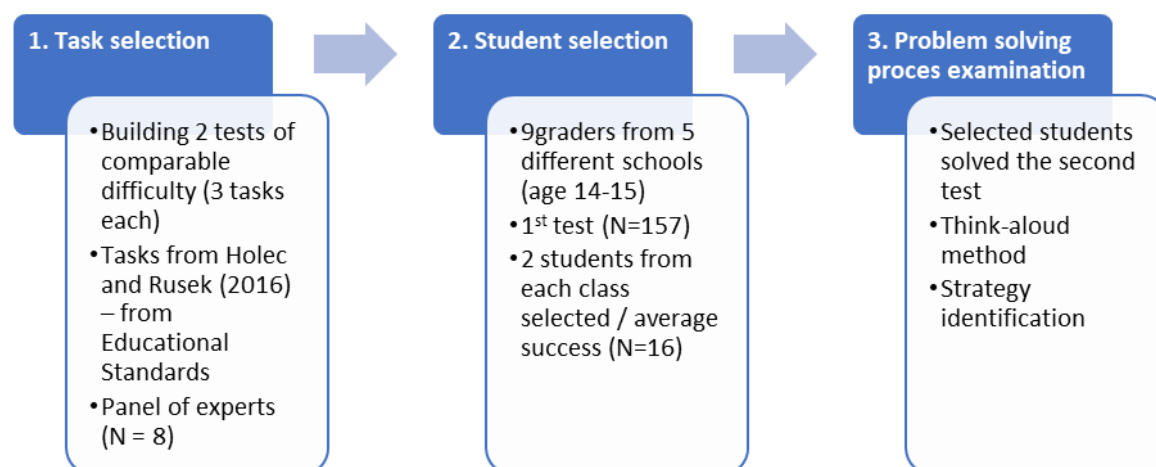 1. Task selection
•Building 2 tests of
comparable
difficulty (3 tasks
each)
•Tasks from Holec
and Rusek (2016)
– from
Educational
Standards
•Panel of experts
(N = 8)
2. Student selection
•9graders from 5
different schools
(age 14-15)
•1st test (N=157)
•2 students from
each class
selected / average
success (N=16)
3. Problem solving
proces examination
•Selected students
solved the second
test
•Think-aloud
method
•Strategy
identification